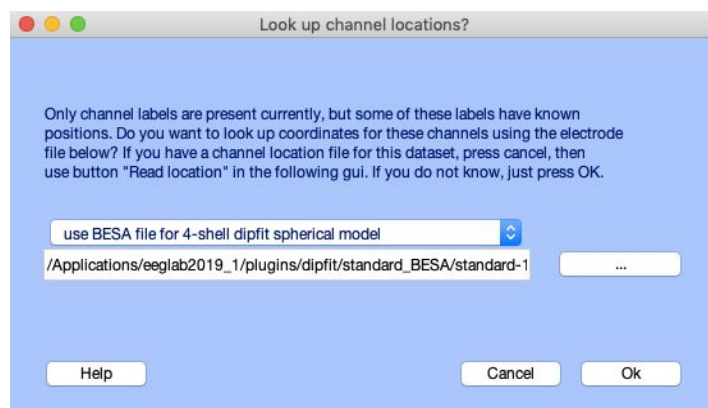 Look up channel locations?
Only channel labels are present currently, but some of these labels have known
positions. Do you want to look up coordinates for these channels using the electrode
file below? If you have a channel location file for this dataset, press cancel, then
use button "Read location" in the following gui. If you do not know, just press OK.
use BESA file for 4-shell dipfit spherical model
/Applications/eeglab2019_1/plugins/dipfit/standard_BESA/standard-1
...
Help
Cancel
Ok